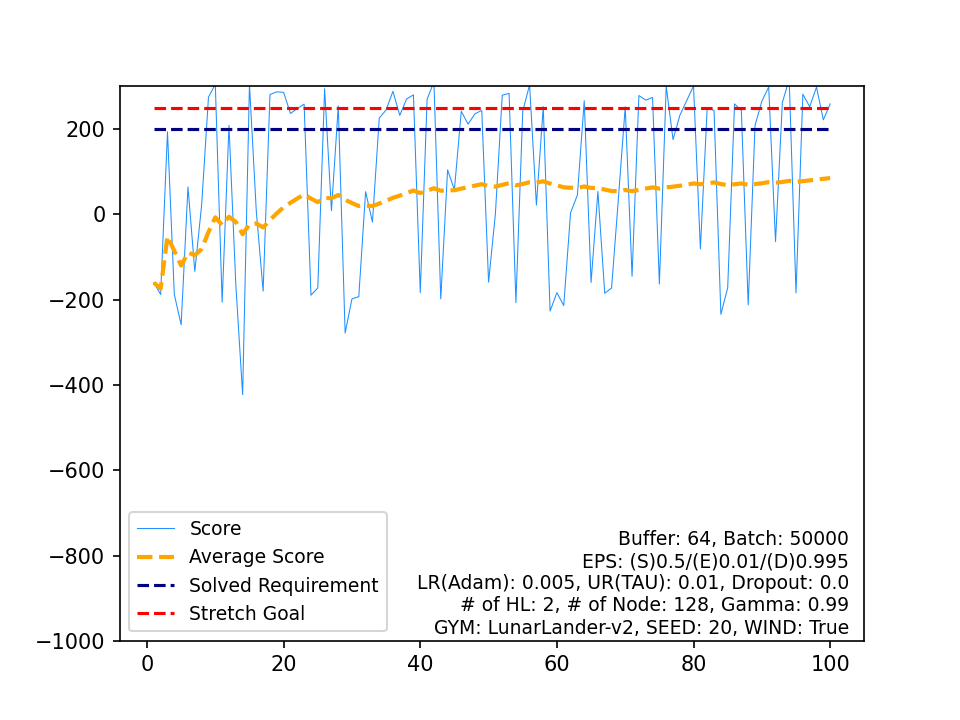 200
0
−200
−400
−600
−800
−1000
0
20
40
60
80
100
Score
Average Score
Solved Requirement
Stretch Goal
Buffer: 64, Batch: 50000
EPS: (S)0.5/(E)0.01/(D)0.995
LR(Adam): 0.005, UR(TAU): 0.01, Dropout: 0.0
# of HL: 2, # of Node: 128, Gamma: 0.99
GYM: LunarLander-v2, SEED: 20, WIND: True